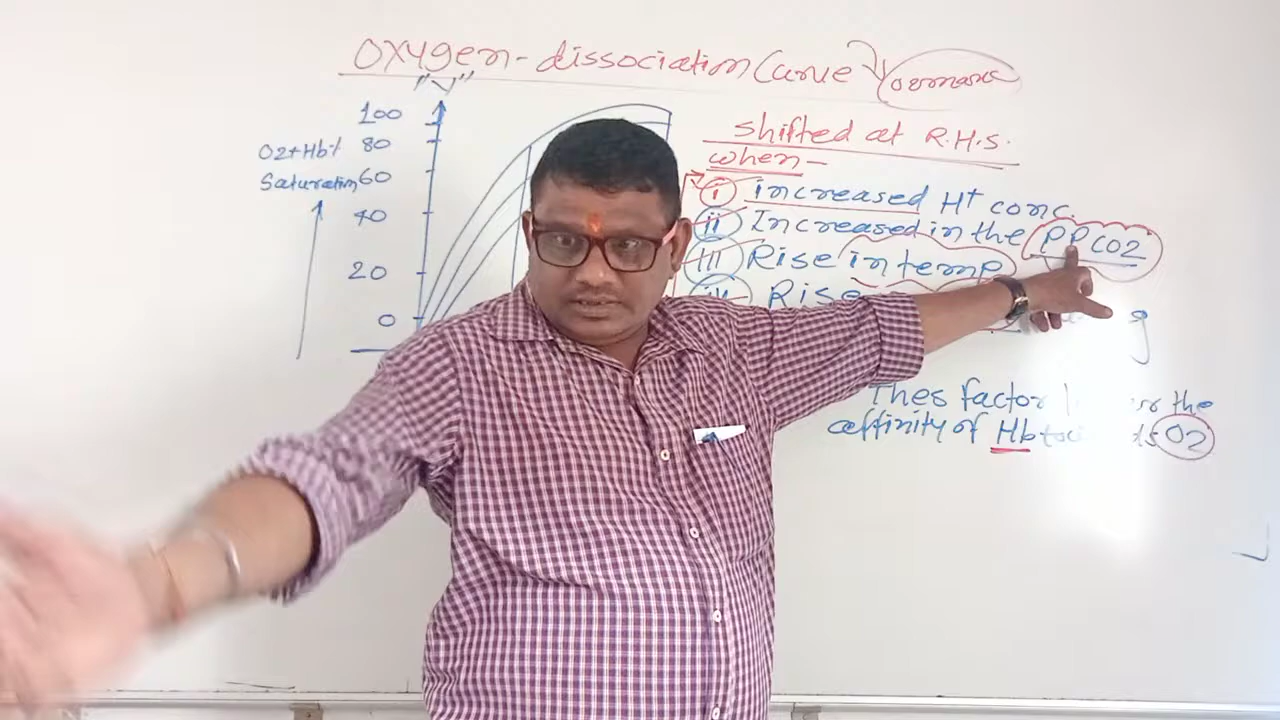 Oxygen-dissociation Curve
"Y"
100
80
60
40
20
0
O2+Hb%
Saturation
Shifted at R.H.S.
when-
i increased H+ conc.
ii Increased in the PPCO2
iii Rise in temp
iv Rise
g
Thes factor the
affinity of Hb O2